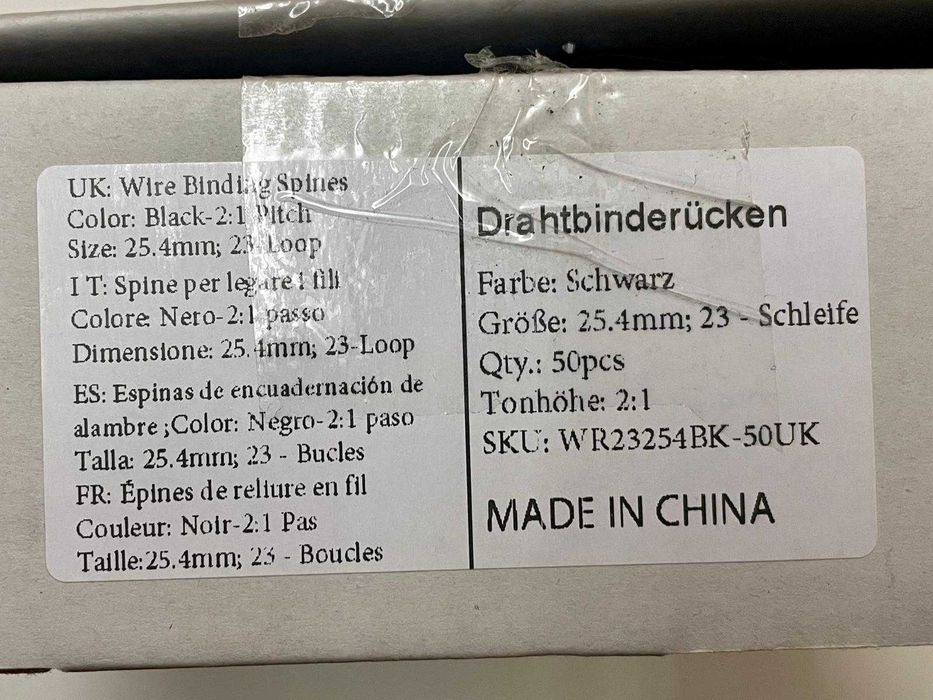 UK: Wire Binding Spines
Color: Black-2:1 Pitch
Size: 25.4mm; 23-Loop
I T: Spine per legare i fili
Colore: Nero-2:1 passo
Dimensione: 25.4mm; 23-Loop
ES: Espinas de encuadernación de
alambre ;Color: Negro-2:1 paso
Talla: 25.4mm; 23 - Bucles
FR: Épines de reliure en fil
Couleur: Noir-2:1 Pas
Taille:25.4mm; 23 - Boucles
Drahtbinderücken
Farbe: Schwarz
Größe: 25.4mm; 23 - Schleife
Qty.: 50pcs
Tonhöhe: 2:1
SKU: WR23254BK-50UK
MADE IN CHINA